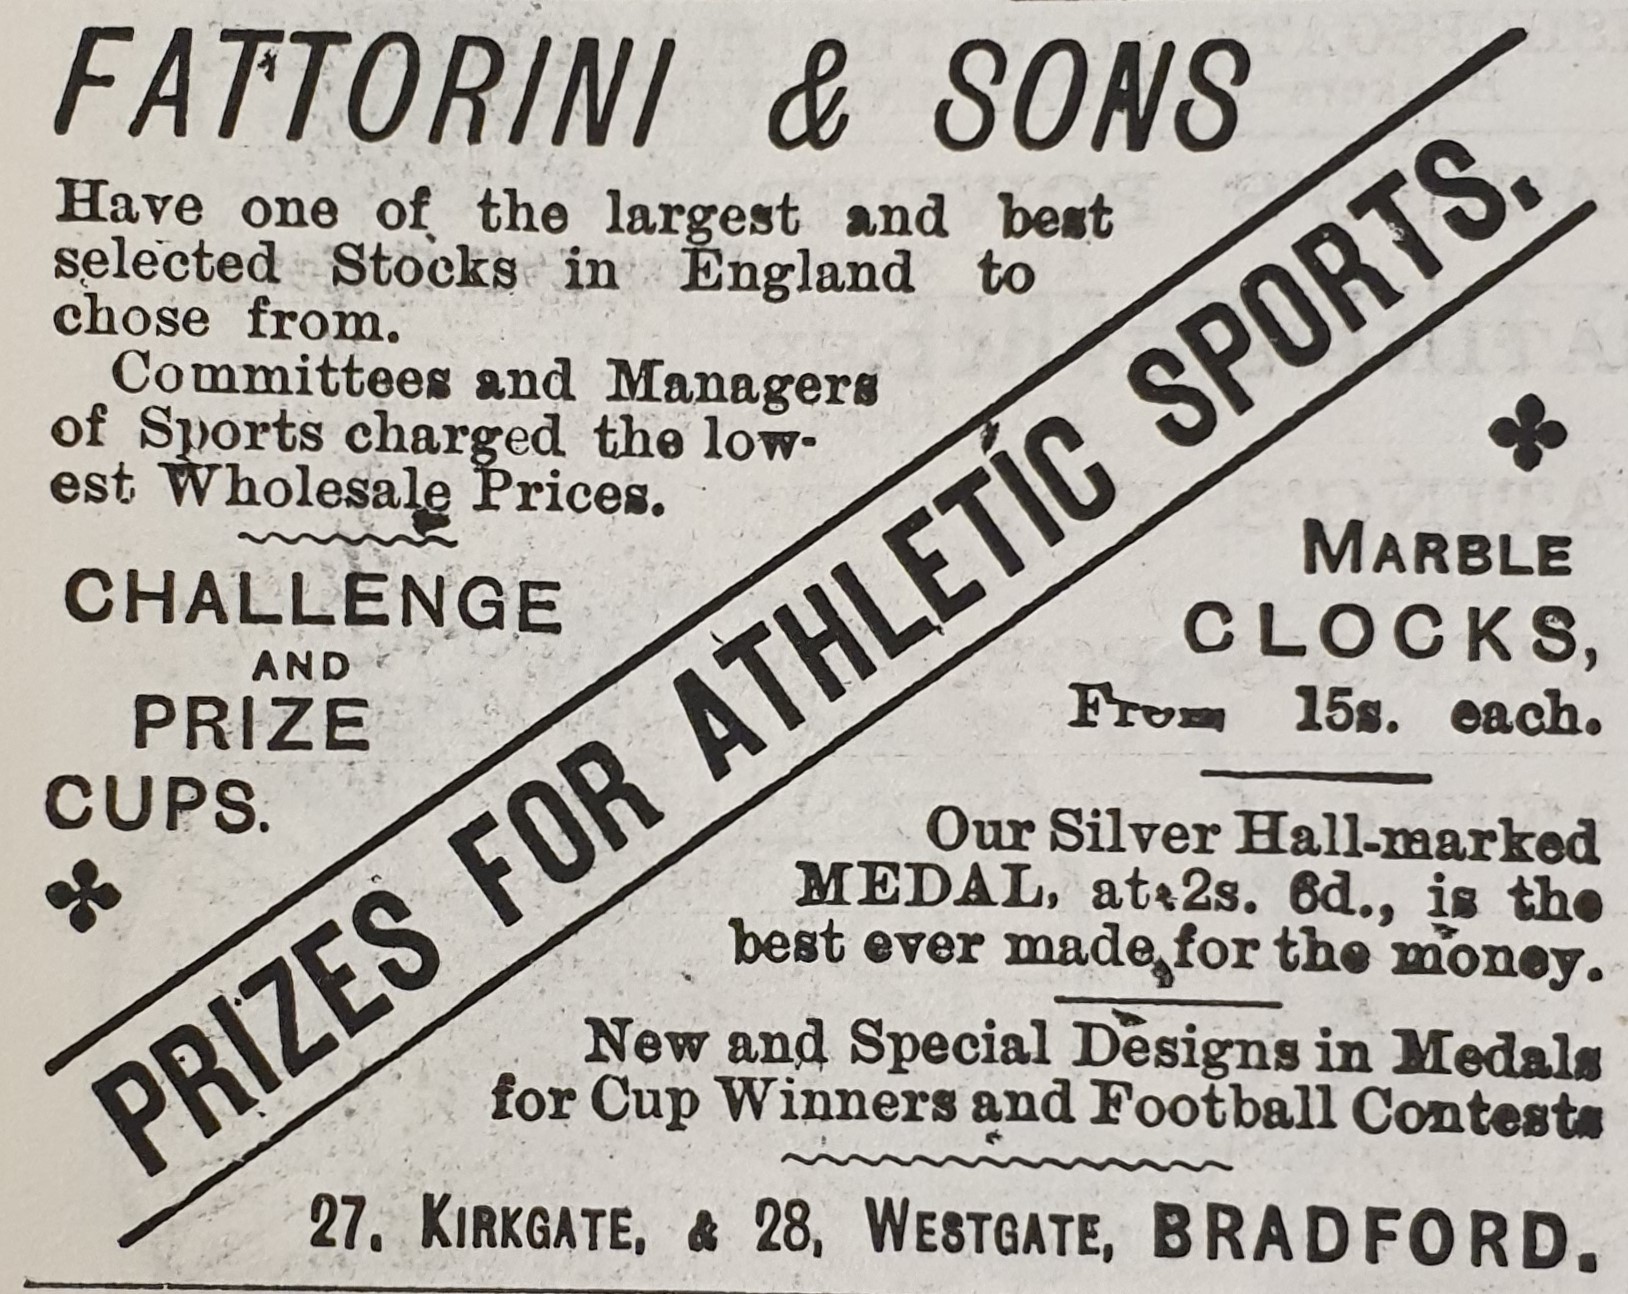 FATTORINI & SONS
Have one of the largest and best
selected Stocks in England to
chose from.
Committees and Managers
of Sports charged the low-
est Wholesale Prices.
CHALLENGE
AND
PRIZE
CUPS.
PRIZES FOR ATHLETIC SPORTS.
MARBLE
CLOCKS,
From 15s. each.
Our Silver Hall-marked
MEDAL, at 2s. 6d., is the
best ever made for the money.
New and Special Designs in Medals
for Cup Winners and Football Contests
27, KIRKGATE, & 28, WESTGATE, BRADFORD.